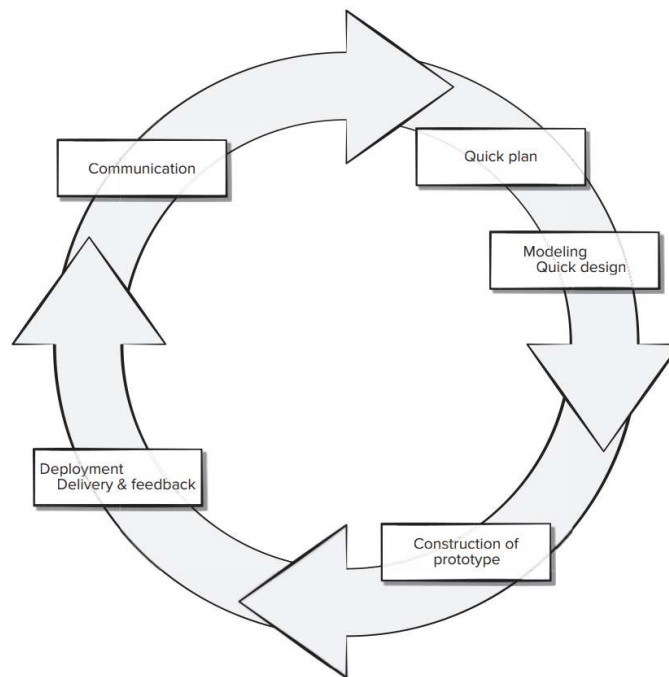 Communication
Quick plan
Modeling
Quick design
Construction of
prototype
Deployment
Delivery & feedback